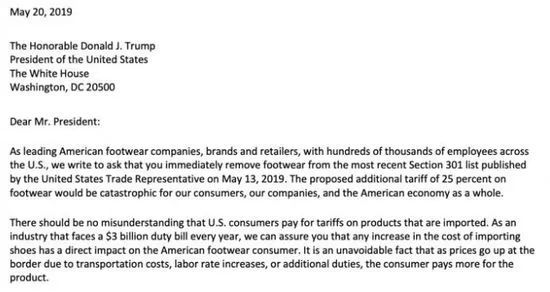 May 20, 2019
The Honorable Donald J. Trump
President of the United States
The White House
Washington, DC 20500
Dear Mr. President:
As leading American footwear companies, brands and retailers, with hundreds of thousands of employees across
the U.S., we write to ask that you immediately remove footwear from the most recent Section 301 list published
by the United States Trade Representative on May 13, 2019. The proposed additional tariff of 25 percent on
footwear would be catastrophic for our consumers, our companies, and the American economy as a whole.
There should be no misunderstanding that U.S. consumers pay for tariffs on products that are imported. As an
industry that faces a $3 billion duty bill every year, we can assure you that any increase in the cost of importing
shoes has a direct impact on the American footwear consumer. It is an unavoidable fact that as prices go up at the
border due to transportation costs, labor rate increases, or additional duties, the consumer pays more for the
product.